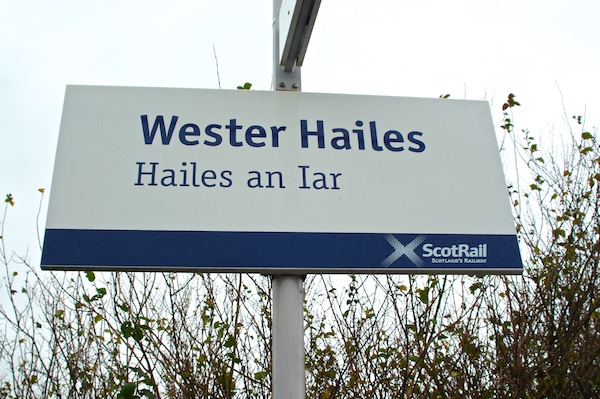 Wester Hailes
Hailes an Iar
ScotRail
SCOTLAND'S RAILWAY